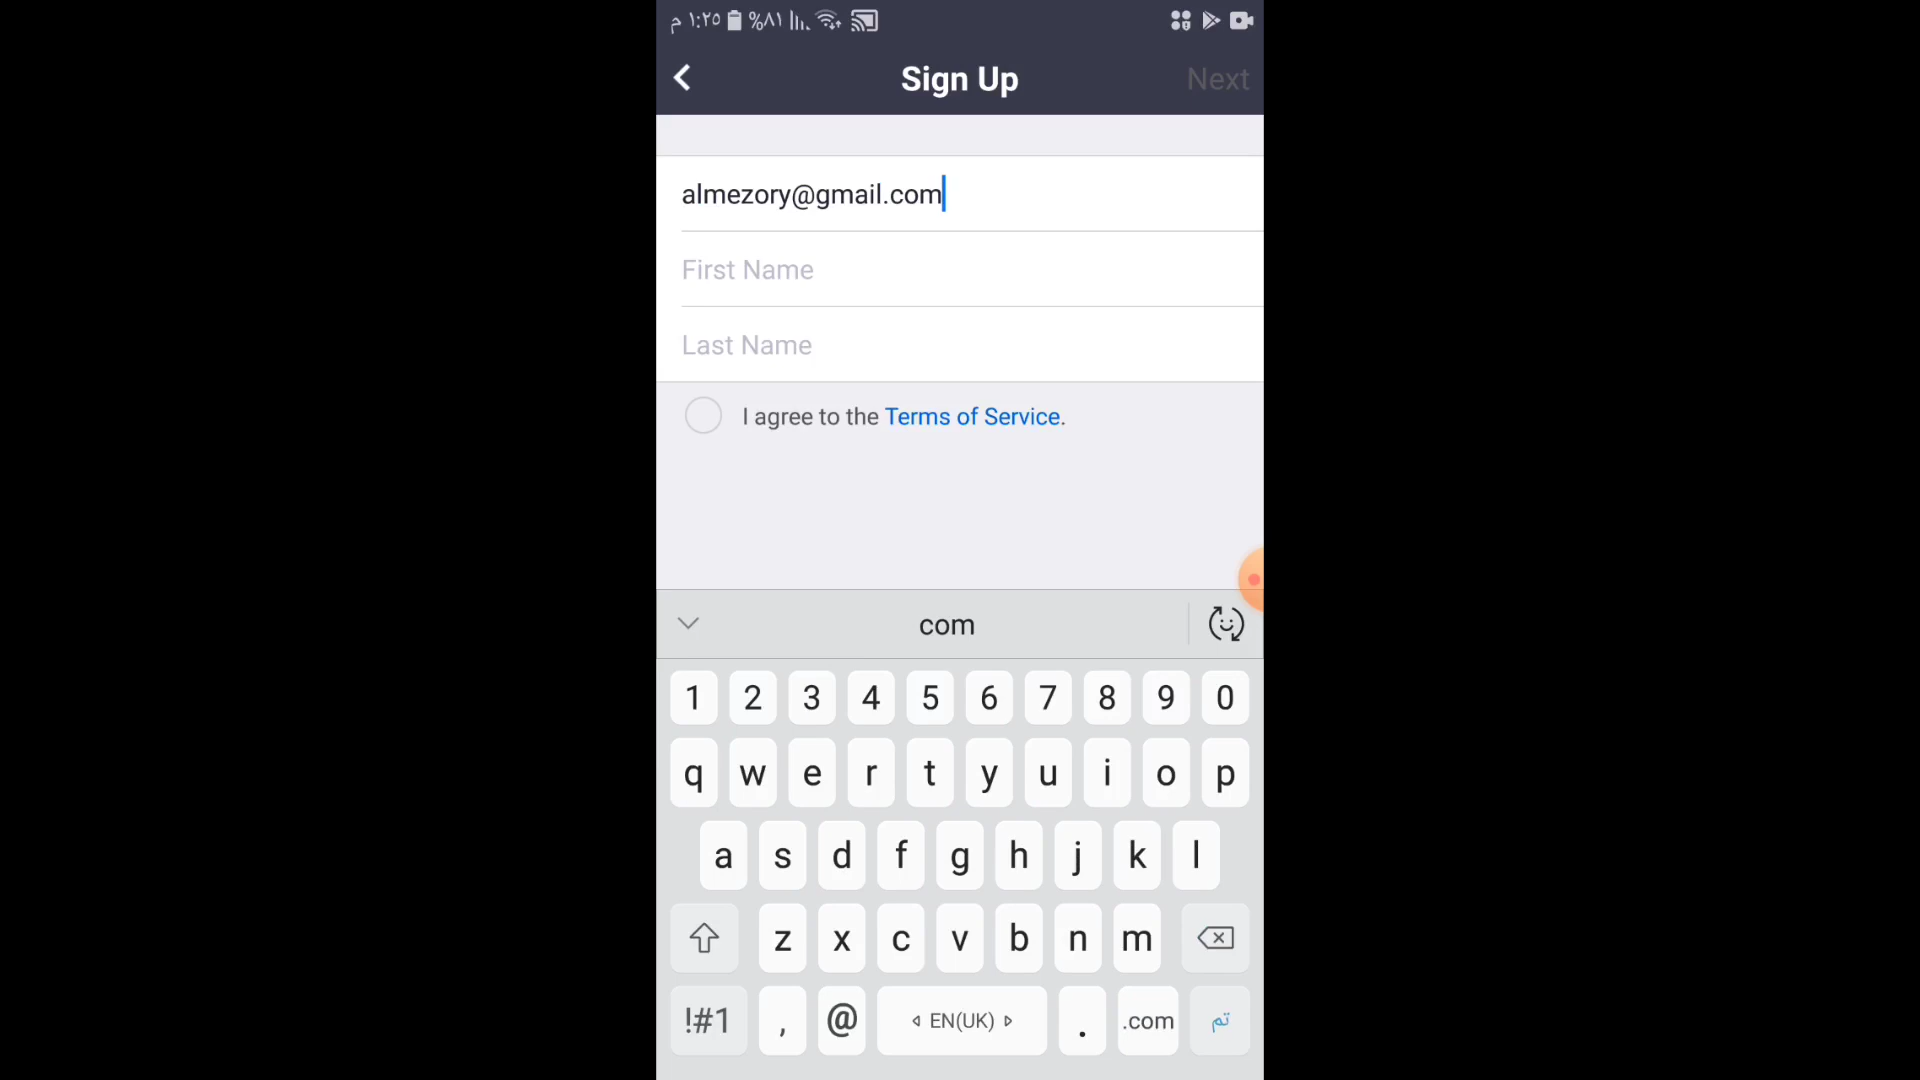 م ١:٢٥ %٨١
Sign Up
Next
almezory@gmail.com
First Name
Last Name
I agree to the Terms of Service.
com
1 2 3 4 5 6 7 8 9 0
q w e r t y u i o p
a s d f g h j k l
z x c v b n m
!#1 , @ EN(UK) . .com تم